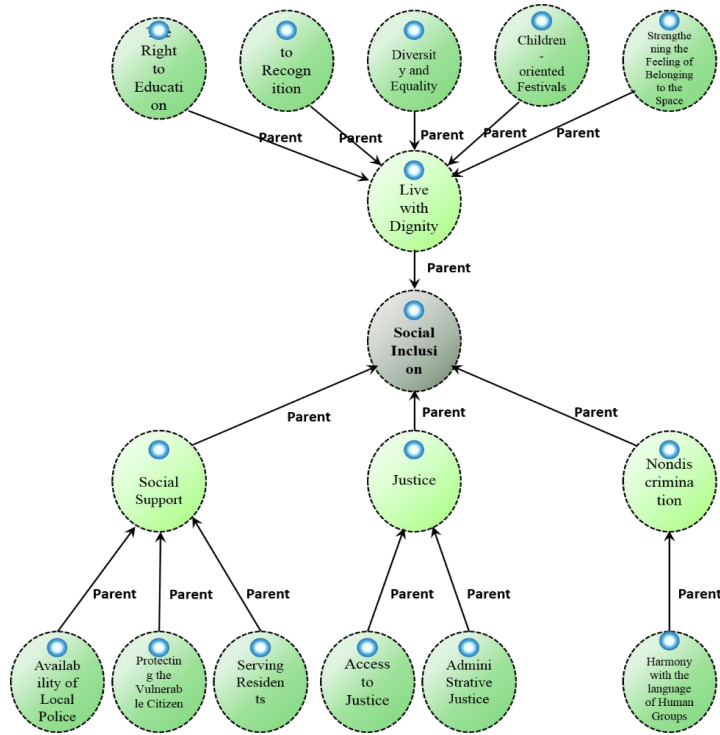 The
Right
to
Educati
on
to
Recogn
ition
Diversit
y and
Equality
Children
-
oriented
Festivals
Strengthe
ning the
Feeling of
Belonging
to the
Space
Parent
Parent
Parent
Parent
Parent
Live
with
Dignity
Parent
Social
Inclusi
on
Parent
Parent
Parent
Social
Support
Justice
Nondis
crimina
tion
Parent
Parent
Parent
Parent
Parent
Parent
Availab
ility of
Local
Police
Protectin
g the
Vulnerab
le Citizen
Serving
Residen
ts
Access
to
Justice
Admini
Strative
Justice
Harmony
with the
language
of Human
Groups